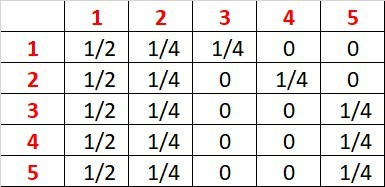 1 2 3 4 5
1 1/2 1/4 1/4 0 0
2 1/2 1/4 0 1/4 0
3 1/2 1/4 0 0 1/4
4 1/2 1/4 0 0 1/4
5 1/2 1/4 0 0 1/4